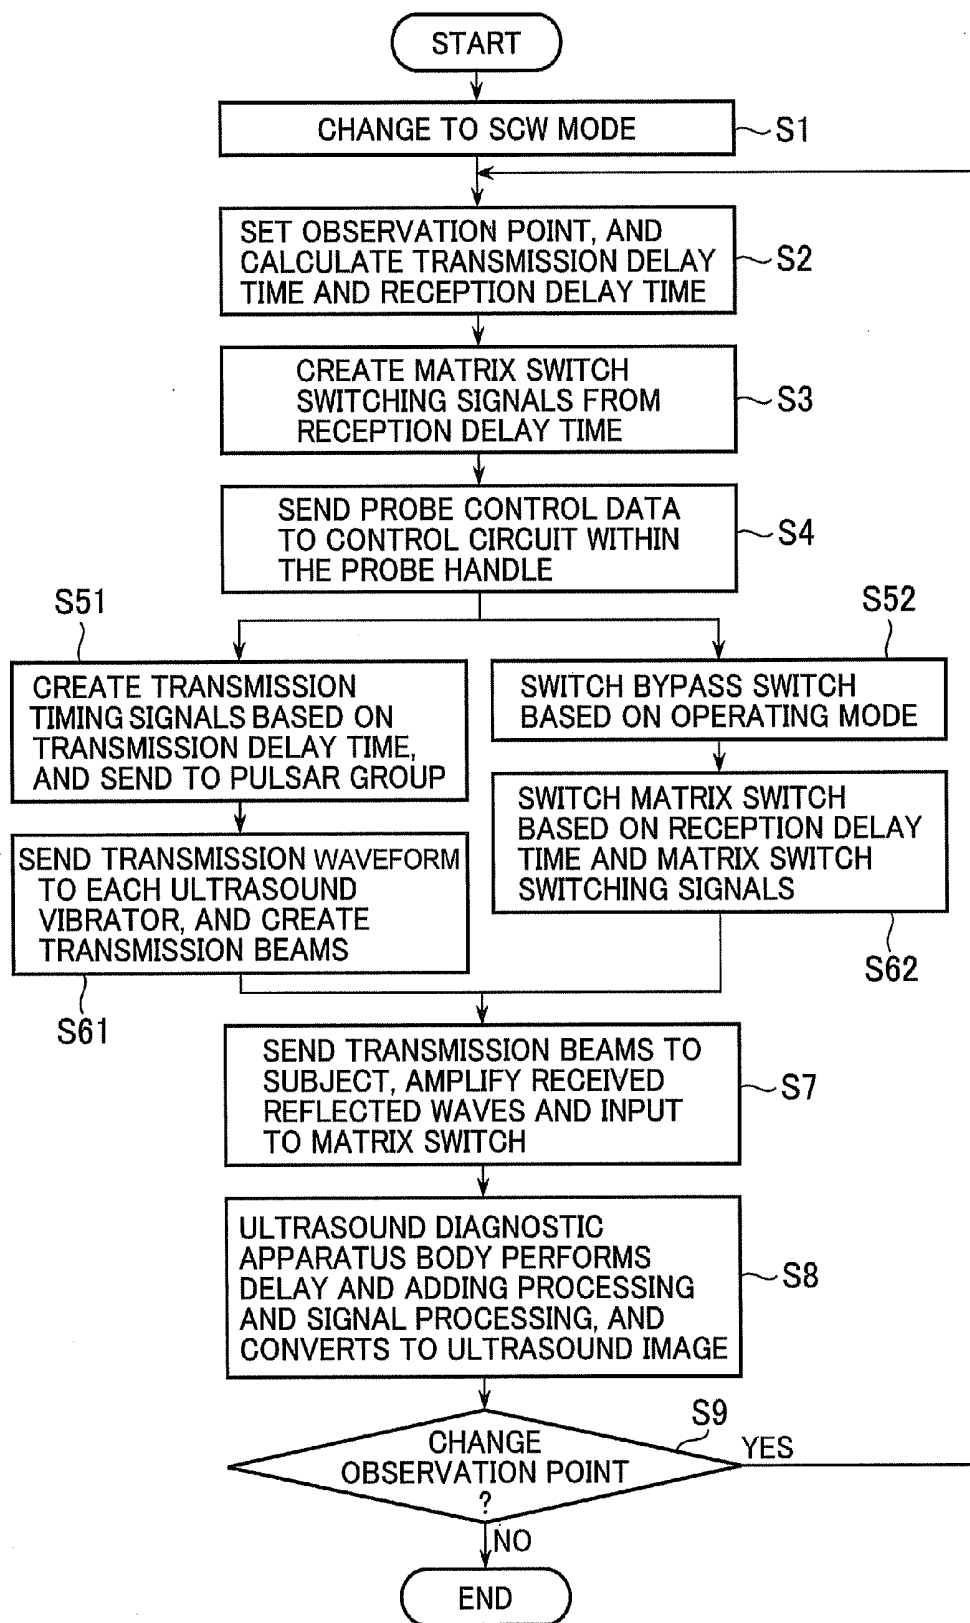 START
CHANGE TO SCW MODE
S1
SET OBSERVATION POINT, AND
CALCULATE TRANSMISSION DELAY
TIME AND RECEPTION DELAY TIME
S2
CREATE MATRIX SWITCH
SWITCHING SIGNALS FROM
RECEPTION DELAY TIME
S3
SEND PROBE CONTROL DATA
TO CONTROL CIRCUIT WITHIN
THE PROBE HANDLE
S4
S51
CREATE TRANSMISSION
TIMING SIGNALS BASED ON
TRANSMISSION DELAY TIME,
AND SEND TO PULSAR GROUP
S52
SWITCH BYPASS SWITCH
BASED ON OPERATING MODE
SEND TRANSMISSION WAVEFORM
TO EACH ULTRASOUND
VIBRATOR, AND CREATE
TRANSMISSION BEAMS
S61
SWITCH MATRIX SWITCH
BASED ON RECEPTION DELAY
TIME AND MATRIX SWITCH
SWITCHING SIGNALS
S62
SEND TRANSMISSION BEAMS TO
SUBJECT, AMPLIFY RECEIVED
REFLECTED WAVES AND INPUT
TO MATRIX SWITCH
S7
ULTRASOUND DIAGNOSTIC
APPARATUS BODY PERFORMS
DELAY AND ADDING PROCESSING
AND SIGNAL PROCESSING, AND
CONVERTS TO ULTRASOUND IMAGE
S8
S9
CHANGE
OBSERVATION POINT
?
YES
NO
END